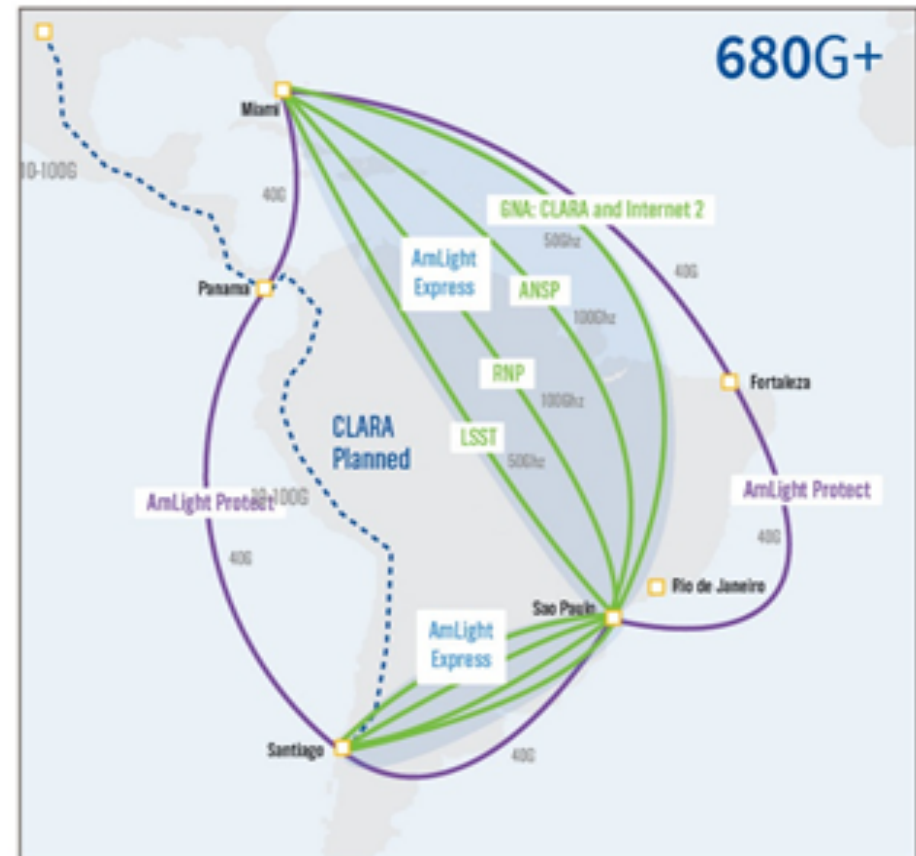 680G+
Miami
10-100G
40G
GNA: CLARA and Internet 2
50Ghz
AmLight
Express
40G
ANSP
Panama
100Ghz
RNP
Fortaleza
100Ghz
CLARA
Planned
LSST
50Ghz
AmLight Protect
10-100G
AmLight Protect
40G
40G
Rio de Janeiro
Sao Paulo
AmLight
Express
Santiago
40G